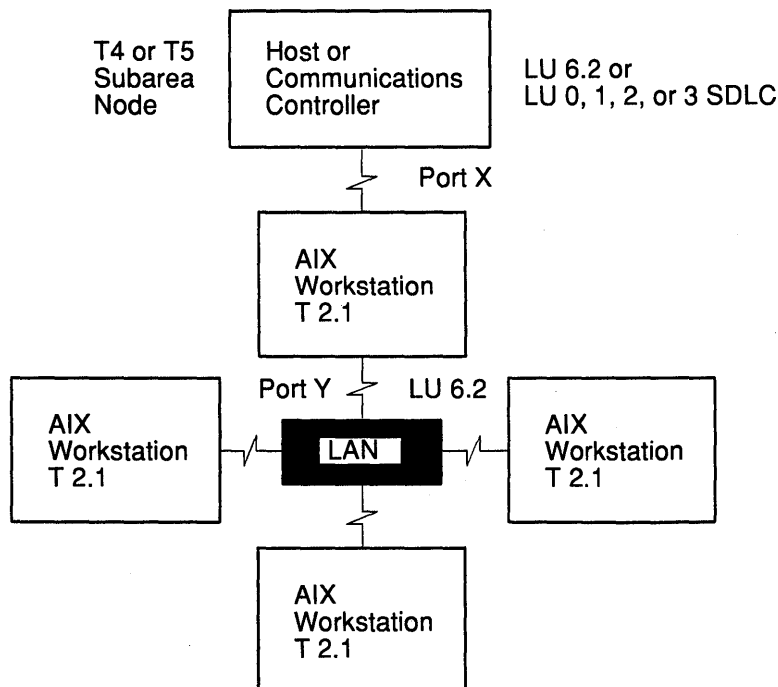 T4 or T5
Subarea
Node
Host or
Communications
Controller
LU 6.2 or
LU 0, 1, 2, or 3 SDLC
Port X
AIX
Workstation
T 2.1
Port Y
LU 6.2
AIX
Workstation
T 2.1
LAN
AIX
Workstation
T 2.1
AIX
Workstation
T 2.1